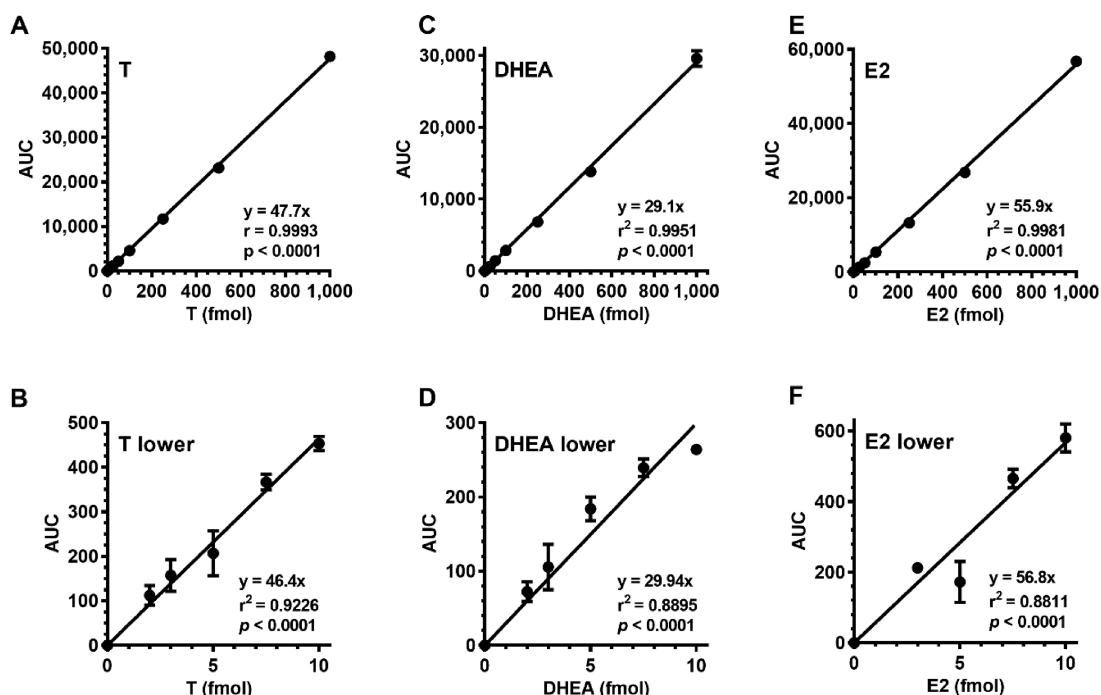 A
T
50,000
40,000
30,000
20,000
10,000
0
AUC
y = 47.7x
r = 0.9993
p < 0.0001
0 200 400 600 800 1,000
T (fmol)
C
DHEA
30,000
20,000
10,000
0
AUC
y = 29.1x
r² = 0.9951
p < 0.0001
0 200 400 600 800 1,000
DHEA (fmol)
E
E2
60,000
40,000
20,000
0
AUC
y = 55.9x
r² = 0.9981
p < 0.0001
0 200 400 600 800 1,000
E2 (fmol)
B
T lower
500
400
300
200
100
0
AUC
y = 46.4x
r² = 0.9226
p < 0.0001
0 5 10
T (fmol)
D
DHEA lower
300
200
100
0
AUC
y = 29.94x
r² = 0.8895
p < 0.0001
0 5 10
DHEA (fmol)
F
E2 lower
600
400
200
0
AUC
y = 56.8x
r² = 0.8811
p < 0.0001
0 5 10
E2 (fmol)